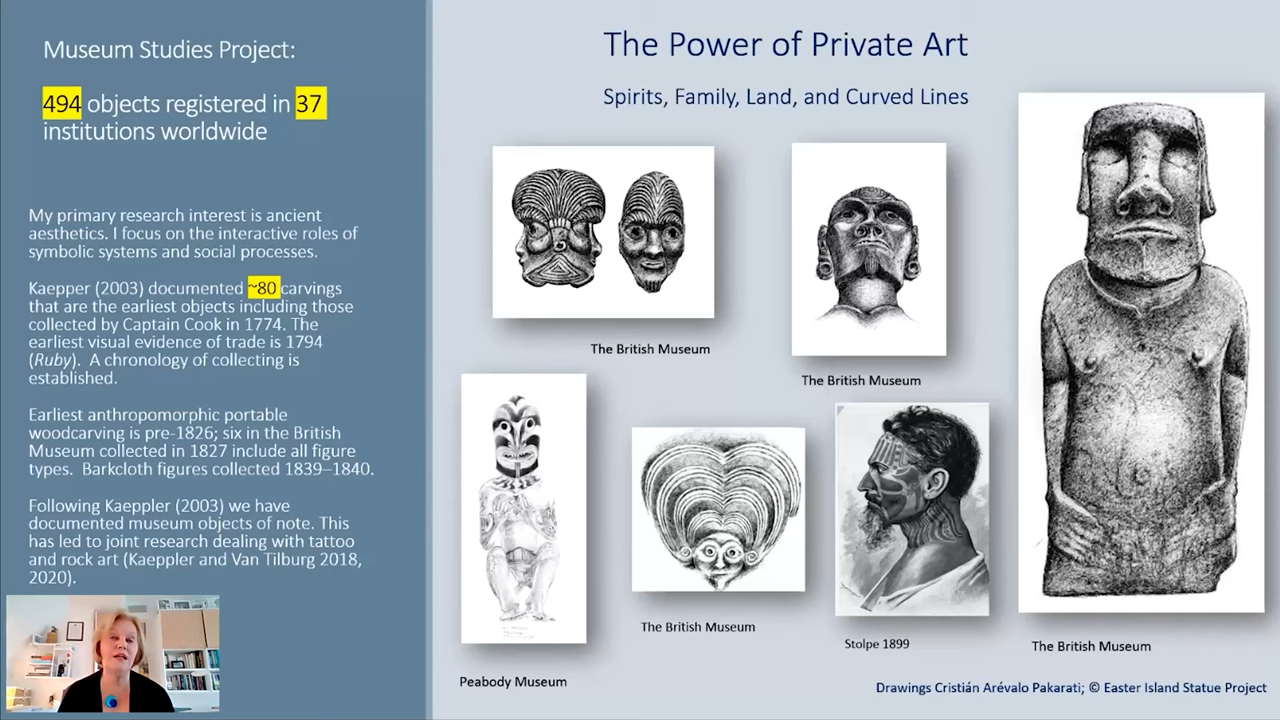 Museum Studies Project:
494 objects registered in 37
institutions worldwide
My primary research interest is ancient
aesthetics. I focus on the interactive roles of
symbolic systems and social processes.
Kaepper (2003) documented ~80 carvings
that are the earliest objects including those
collected by Captain Cook in 1774. The
earliest visual evidence of trade is 1794
(Ruby). A chronology of collecting is
established.
Earliest anthropomorphic portable
woodcarving is pre-1826; six in the British
Museum collected in 1827 include all figure
types. Barkcloth figures collected 1839–1840.
Following Kaeppler (2003) we have
documented museum objects of note. This
has led to joint research dealing with tattoo
and rock art (Kaeppler and Van Tilburg 2018,
2020).
The Power of Private Art
Spirits, Family, Land, and Curved Lines
The British Museum
The British Museum
The British Museum
Stolpe 1899
The British Museum
Peabody Museum
Drawings Cristián Arévalo Pakarati; © Easter Island Statue Project